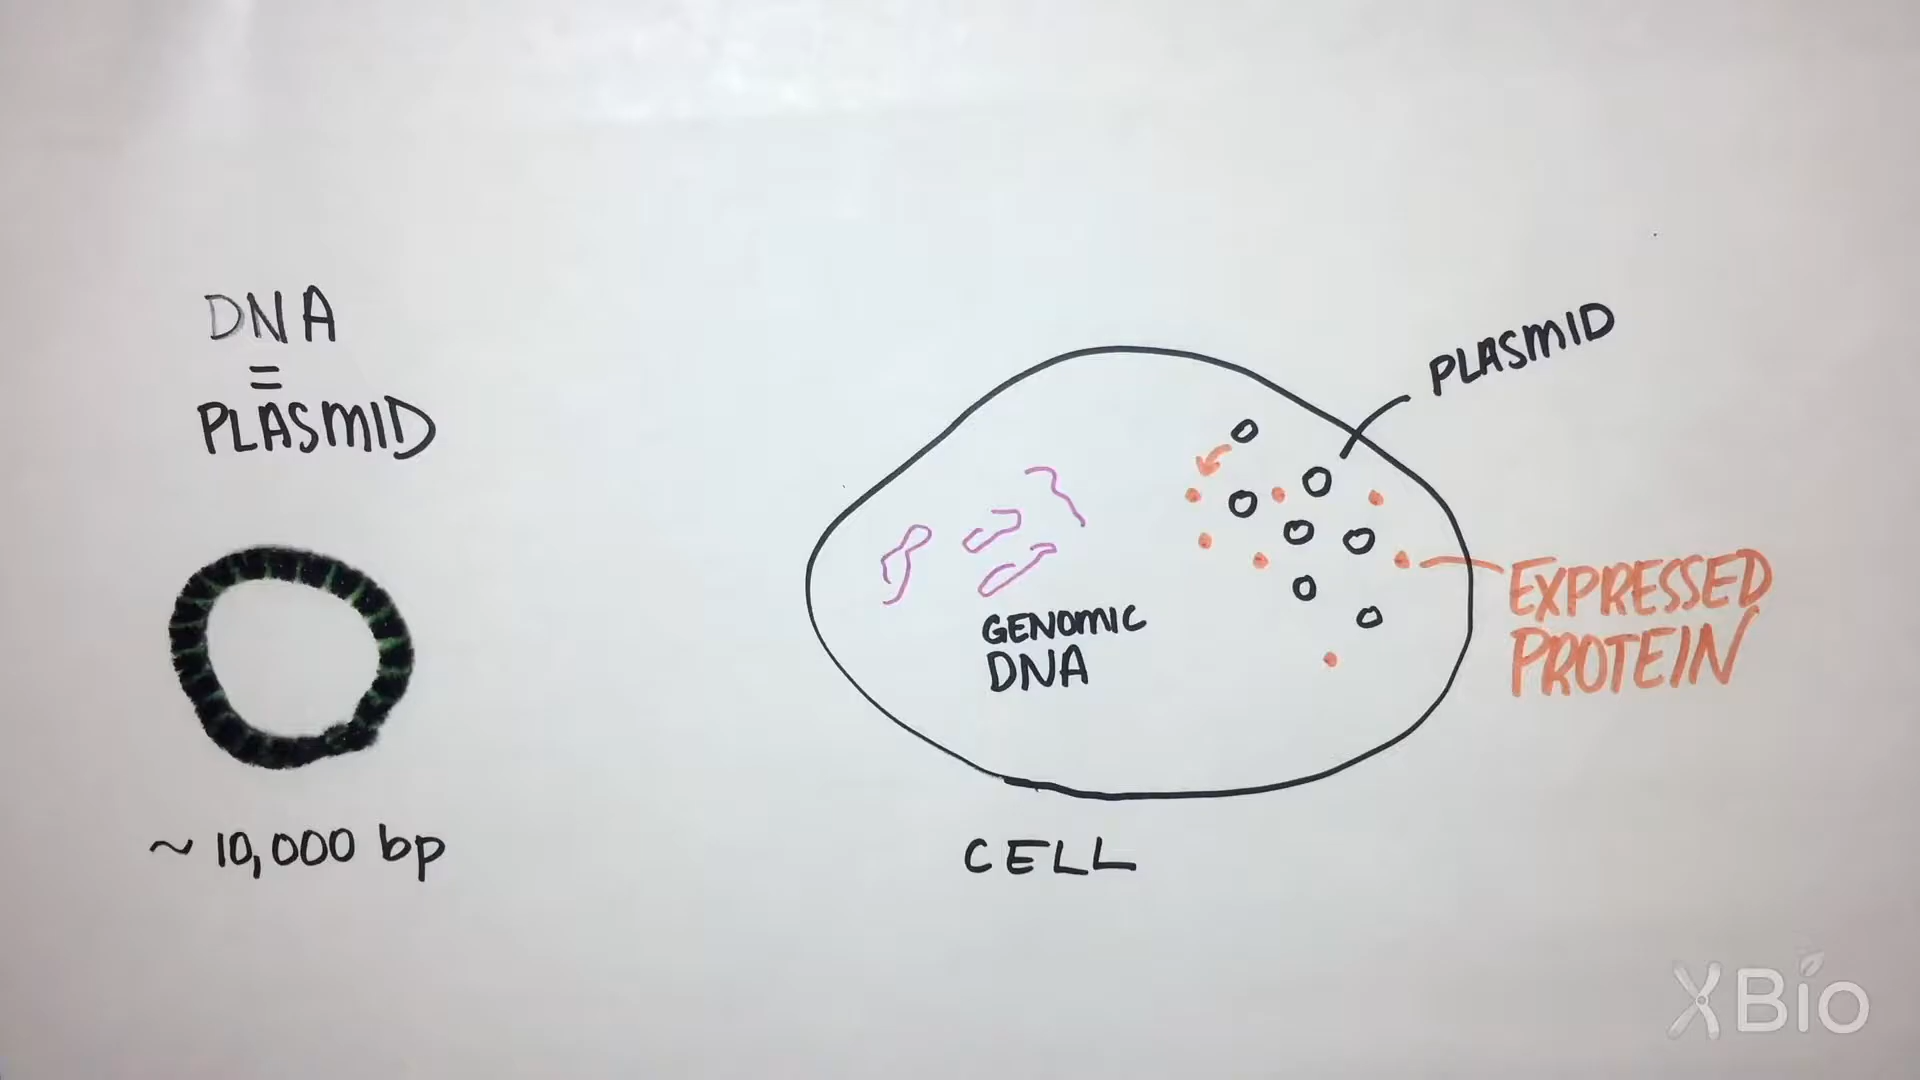 DNA
=
PLASMID
~ 10,000 bp
PLASMID
GENOMIC
DNA
EXPRESSED
PROTEIN
CELL
XBio